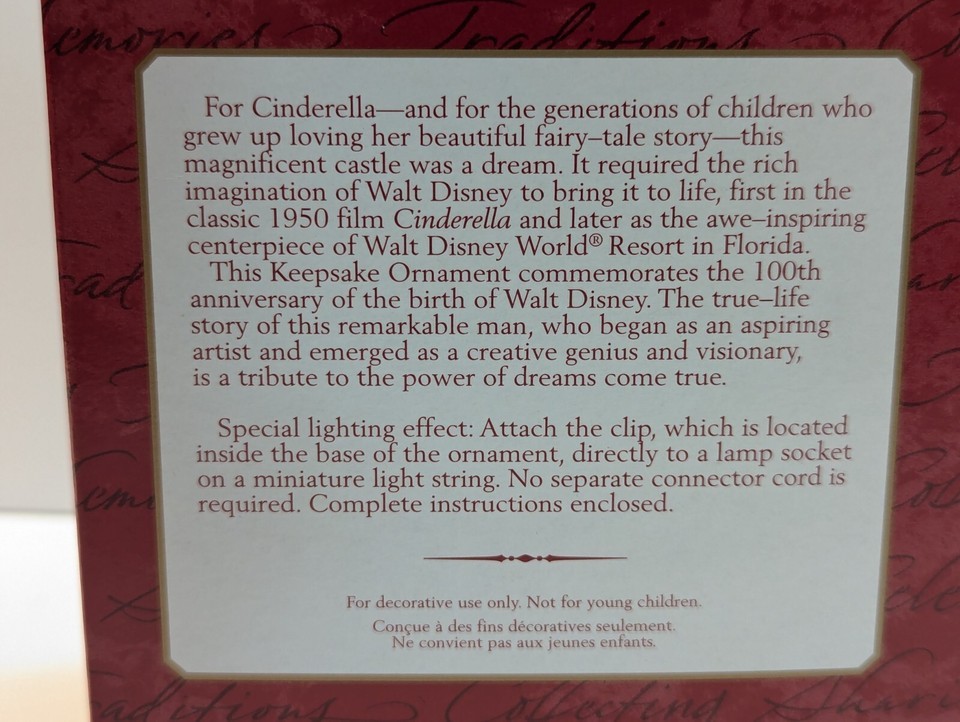 emories Traditions Co
For Cinderella—and for the generations of children who
grew up loving her beautiful fairy–tale story—this
magnificent castle was a dream. It required the rich
imagination of Walt Disney to bring it to life, first in the
classic 1950 film Cinderella and later as the awe–inspiring
centerpiece of Walt Disney World® Resort in Florida.
This Keepsake Ornament commemorates the 100th
anniversary of the birth of Walt Disney. The true–life
story of this remarkable man, who began as an aspiring
artist and emerged as a creative genius and visionary,
is a tribute to the power of dreams come true.
Special lighting effect: Attach the clip, which is located
inside the base of the ornament, directly to a lamp socket
on a miniature light string. No separate connector cord is
required. Complete instructions enclosed.
For decorative use only. Not for young children.
Conçue à des fins décoratives seulement.
Ne convient pas aux jeunes enfants.
aditions Collecting Shari